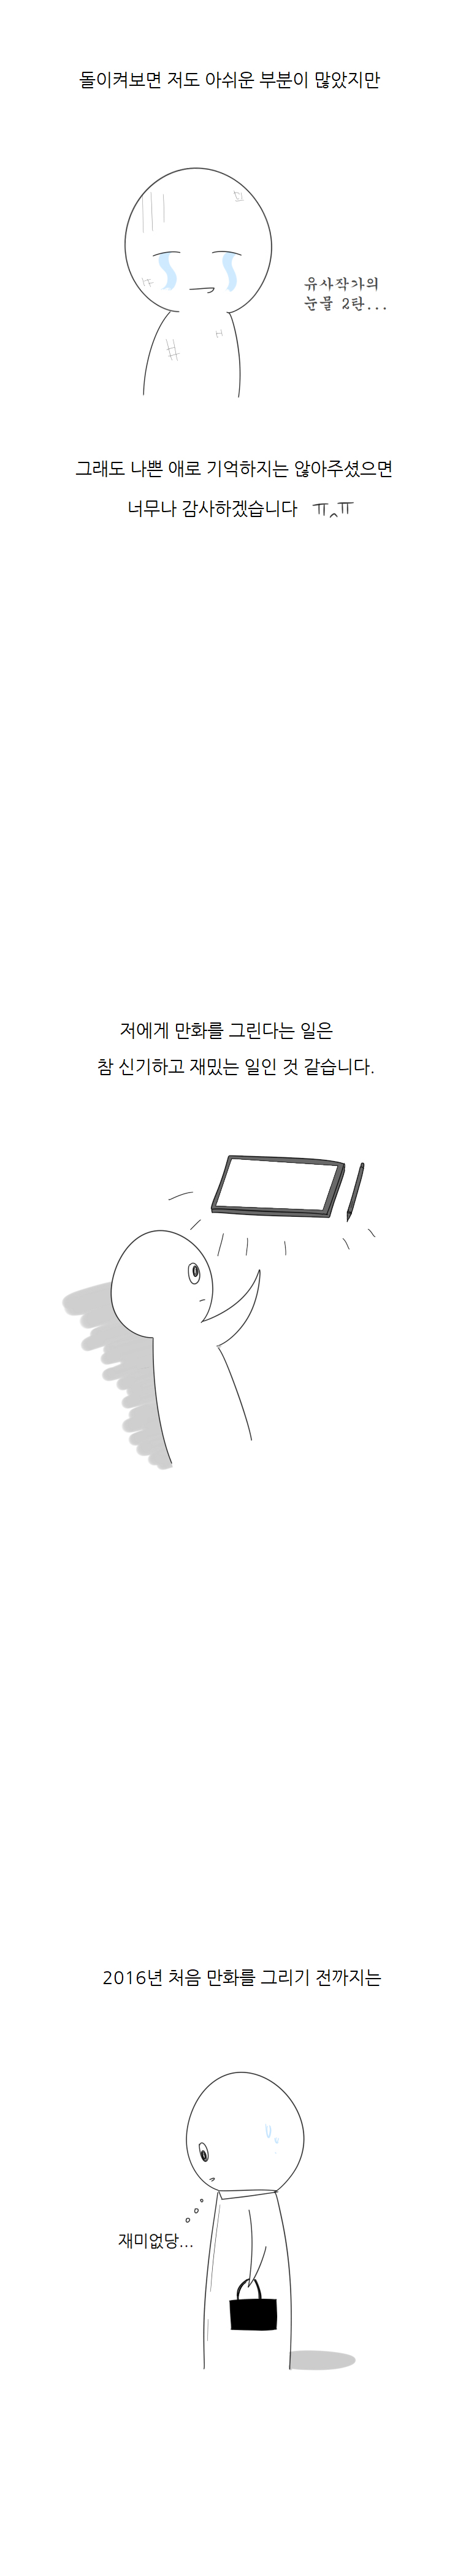 돌이켜보면 저도 아쉬운 부분이 많았지만
유사작가의
눈물 2탄...
그래도 나쁜 애로 기억하지는 않아주셨으면
너무나 감사하겠습니다 ㅠ^ㅠ
저에게 만화를 그린다는 일은
참 신기하고 재밌는 일인 것 같습니다.
2016년 처음 만화를 그리기 전까지는
재미없당...